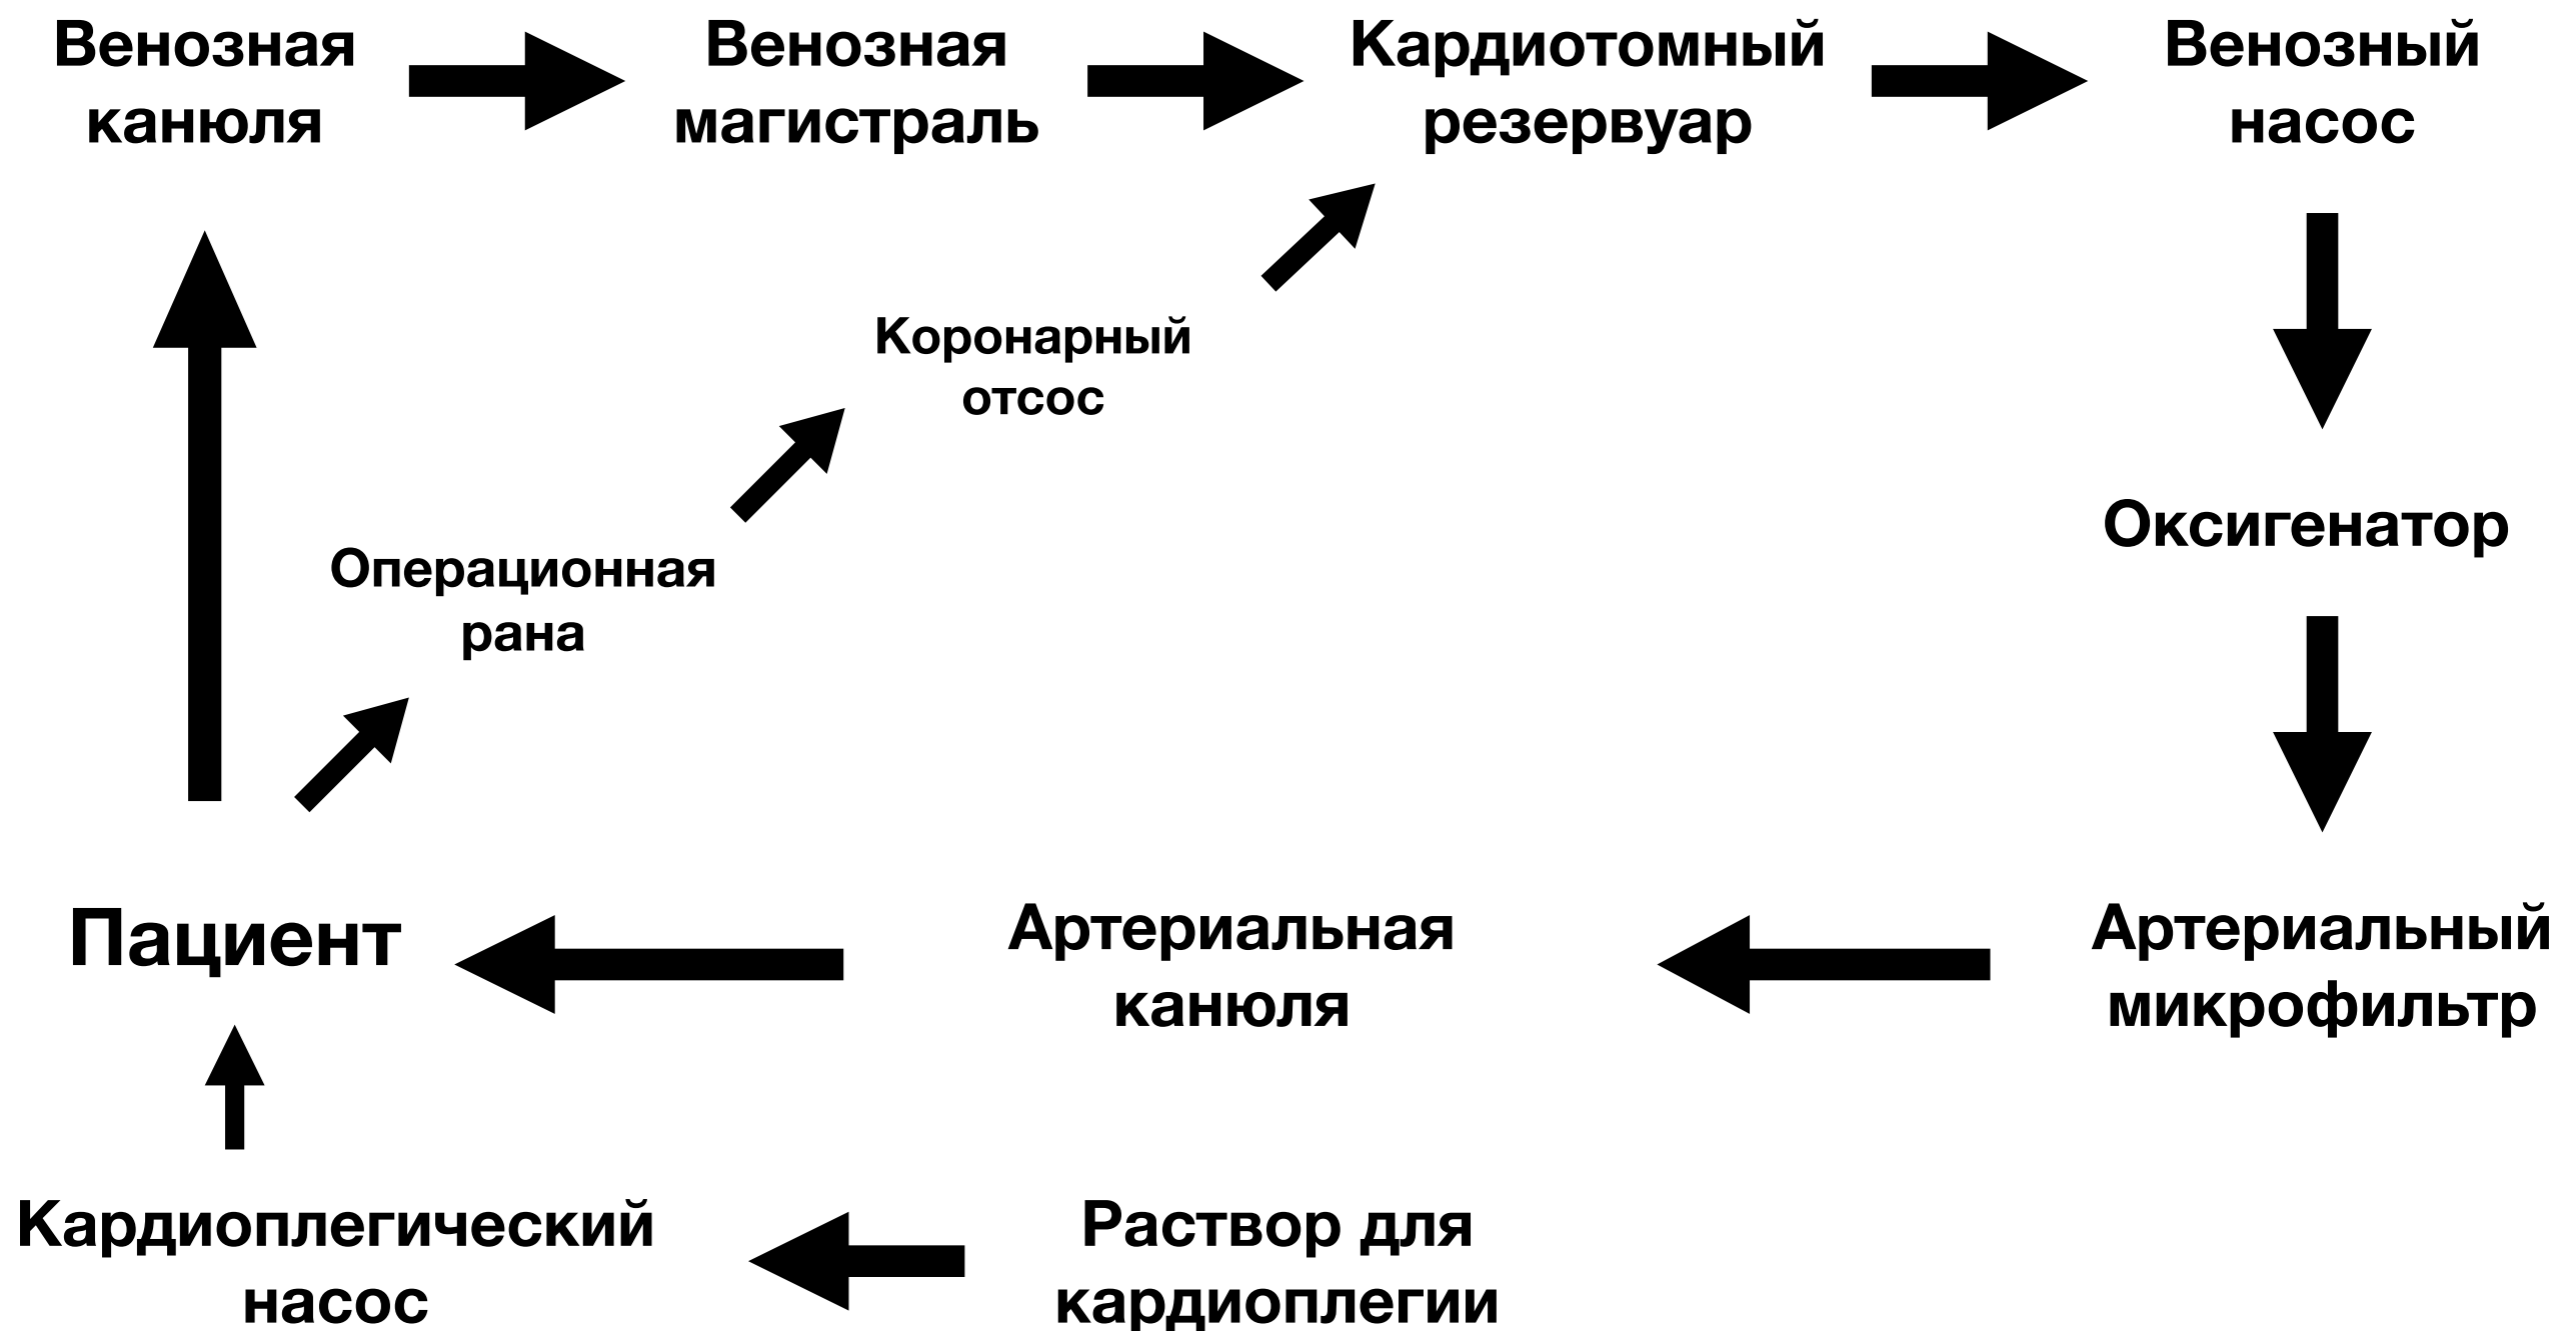 Венозная
канюля
Венозная
магистраль
Кардиотомный
резервуар
Венозный
насос
Коронарный
отсос
Оксигенатор
Операционная
рана
Пациент
Артериальная
канюля
Артериальный
микрофильтр
Кардиоплегический
насос
Раствор для
кардиоплегии